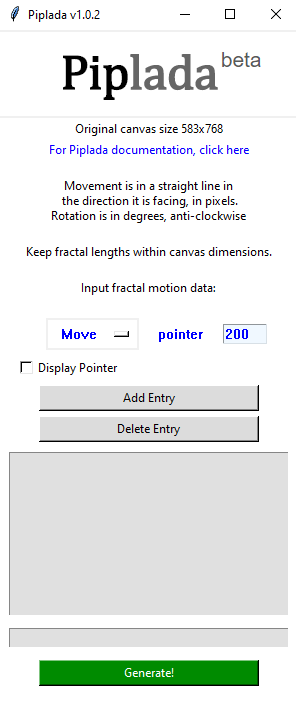 Piplada v1.0.2
Piplada beta
Original canvas size 583x768
For Piplada documentation, click here
Movement is in a straight line in
the direction it is facing, in pixels.
Rotation is in degrees, anti-clockwise
Keep fractal lengths within canvas dimensions.
Input fractal motion data:
Move pointer 200
Display Pointer
Add Entry
Delete Entry
Generate!